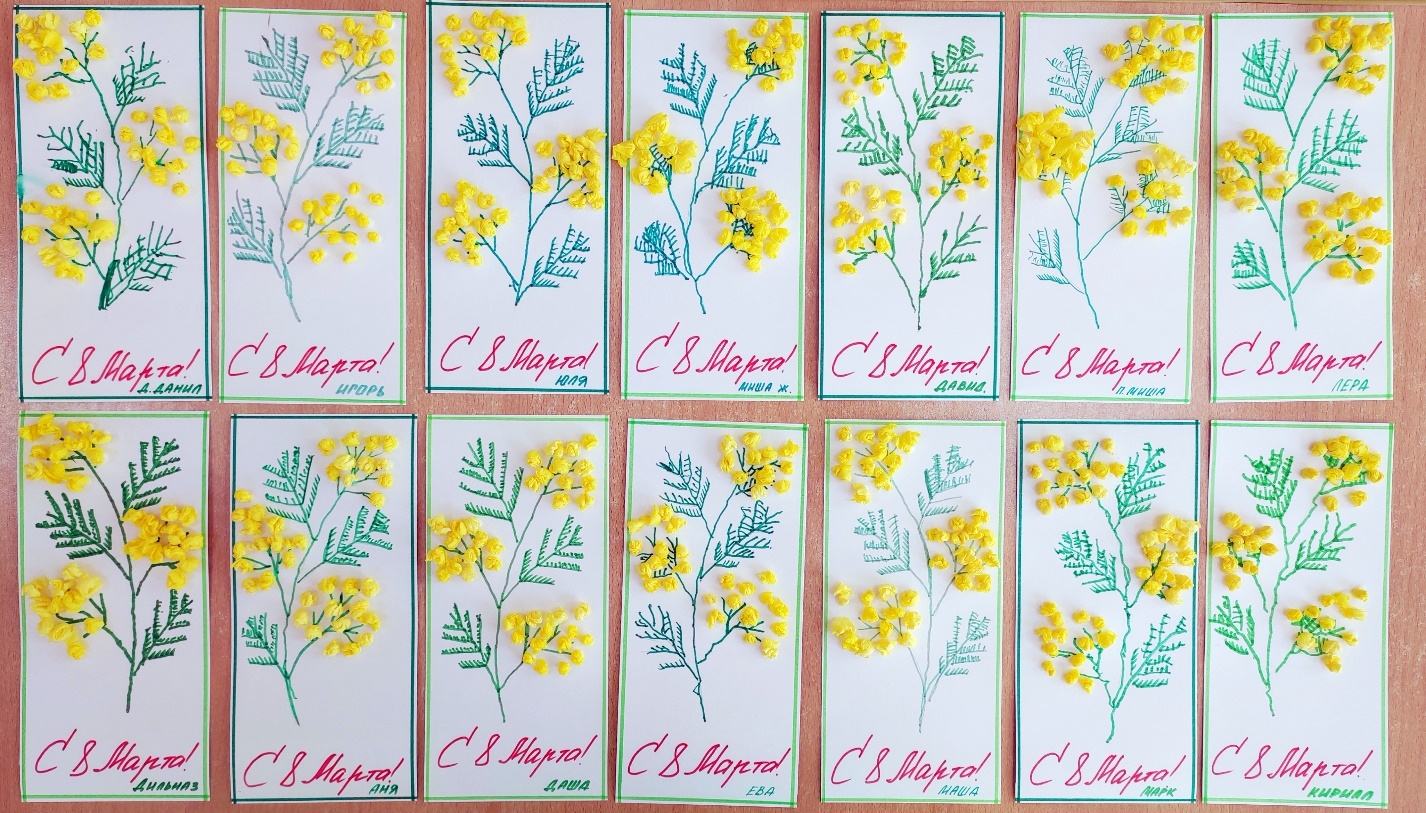 С 8 Марта!
Д. ДАНИЛ
С 8 Марта!
ИГОРЬ
С 8 Марта!
ЮЛЯ
С 8 Марта!
МИША Ж.
С 8 Марта!
ДАВИД.
С 8 Марта!
П. МИША
С 8 Марта!
ЛЕРА
С 8 Марта!
ДИЛЬНАЗ
С 8 Марта!
АНЯ
С 8 Марта!
ДАША
С 8 Марта!
ЕВА
С 8 Марта!
МАША
С 8 Марта!
МАРК
С 8 Марта!
КИРИЛЛ